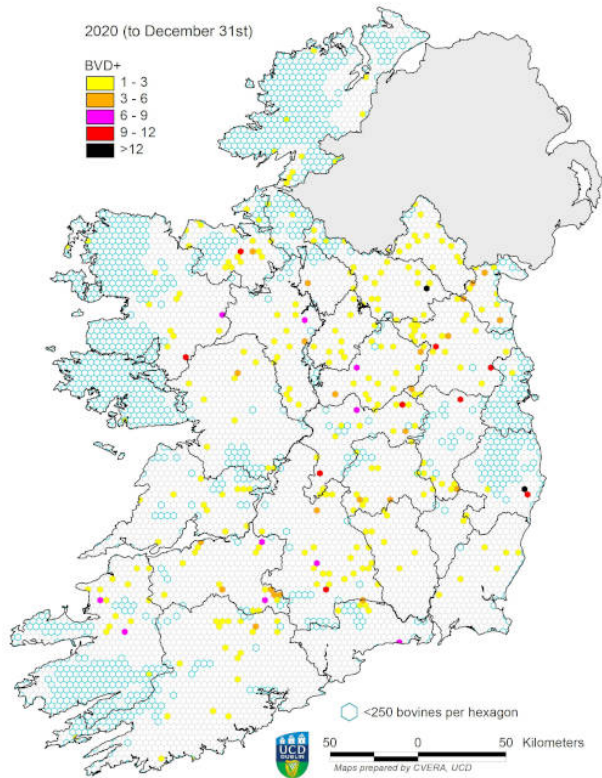 2020 (to December 31st)
BVD+
1 - 3
3 - 6
6 - 9
9 - 12
>12
<250 bovines per hexagon
UCD
DUBLIN
50 0 50 Kilometers
Maps prepared by CVERA, UCD